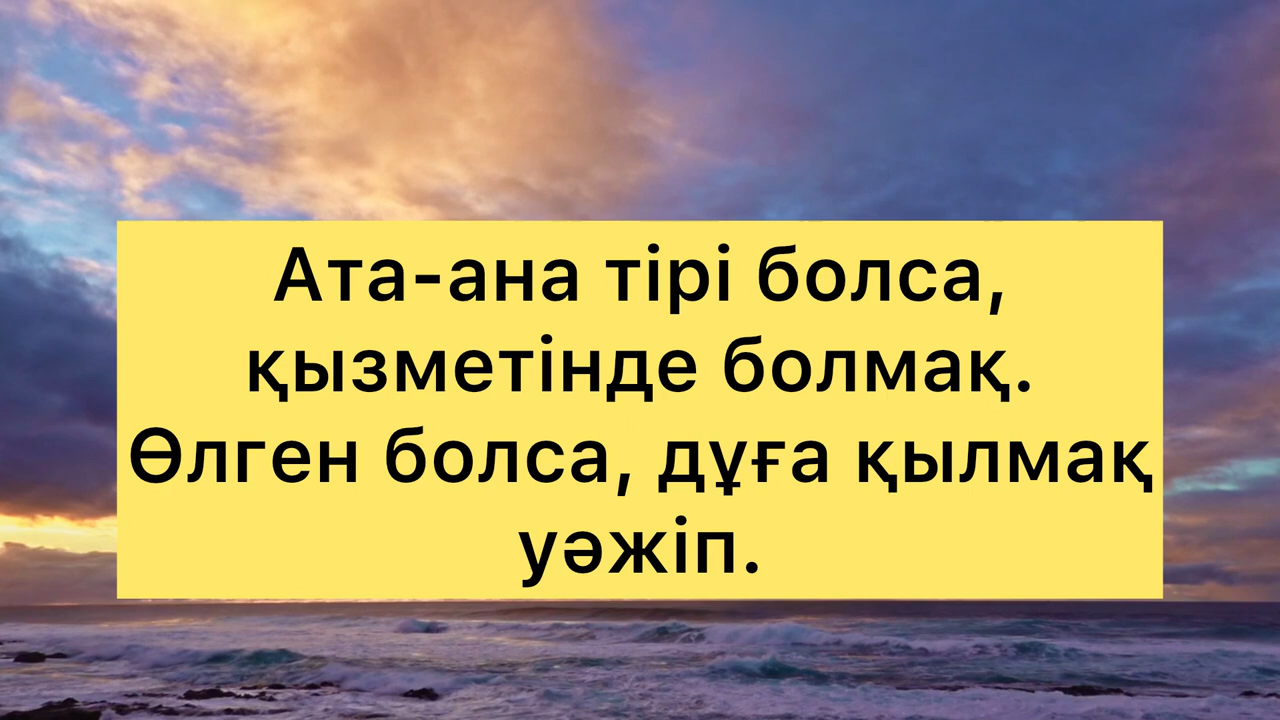 Ата-ана тірі болса,
қызметінде болмақ.
Өлген болса, дұға қылмақ
уәжіп.